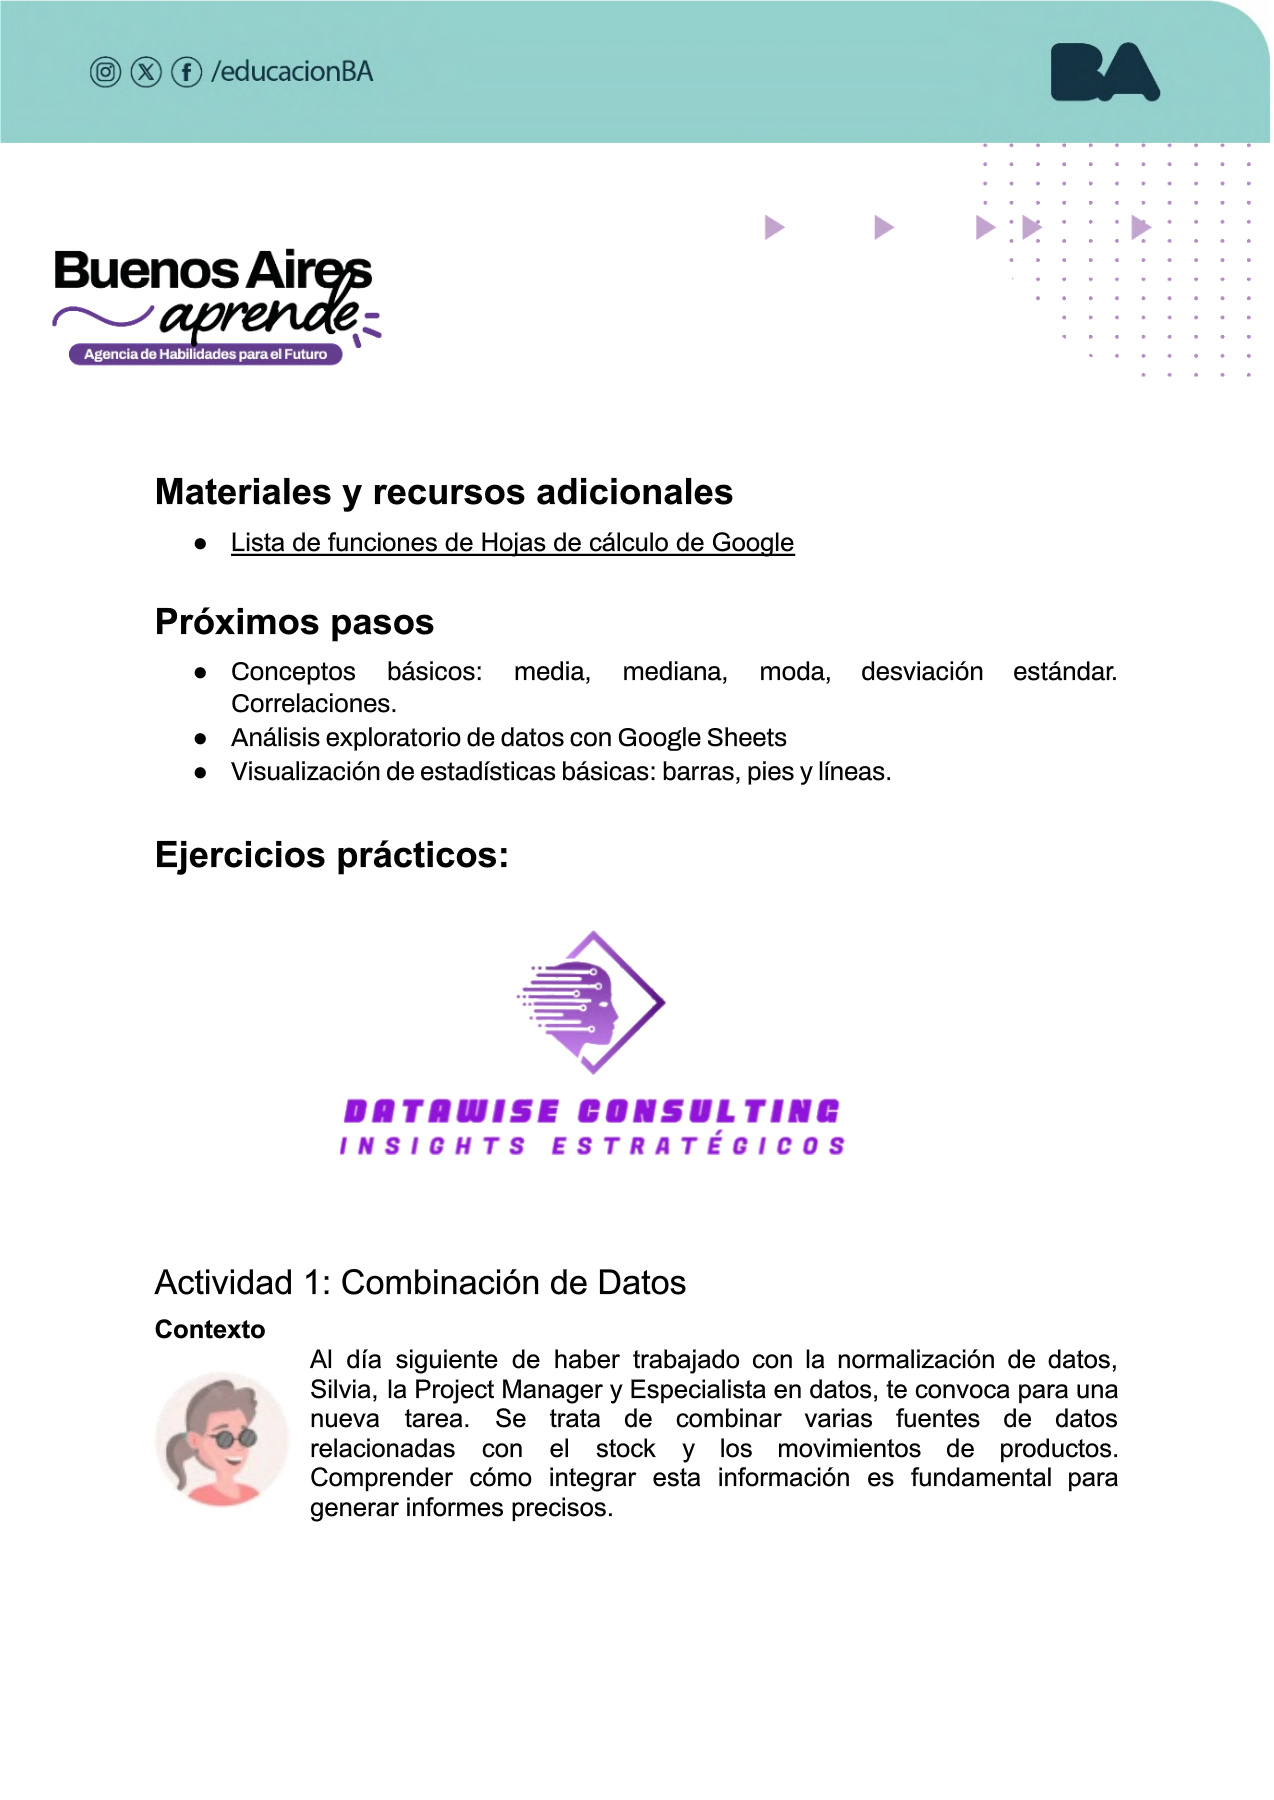 /educacionBA
BA
Buenos Aires
aprende
Agencia de Habilidades para el Futuro
Materiales y recursos adicionales
● Lista de funciones de Hojas de cálculo de Google
Próximos pasos
● Conceptos básicos: media, mediana, moda, desviación estándar.
Correlaciones.
● Análisis exploratorio de datos con Google Sheets
● Visualización de estadísticas básicas: barras, pies y líneas.
Ejercicios prácticos:
DATAWISE CONSULTING
INSIGHTS ESTRATÉGICOS
Actividad 1: Combinación de Datos
Contexto
Al día siguiente de haber trabajado con la normalización de datos,
Silvia, la Project Manager y Especialista en datos, te convoca para una
nueva tarea. Se trata de combinar varias fuentes de datos
relacionadas con el stock y los movimientos de productos.
Comprender cómo integrar esta información es fundamental para
generar informes precisos.